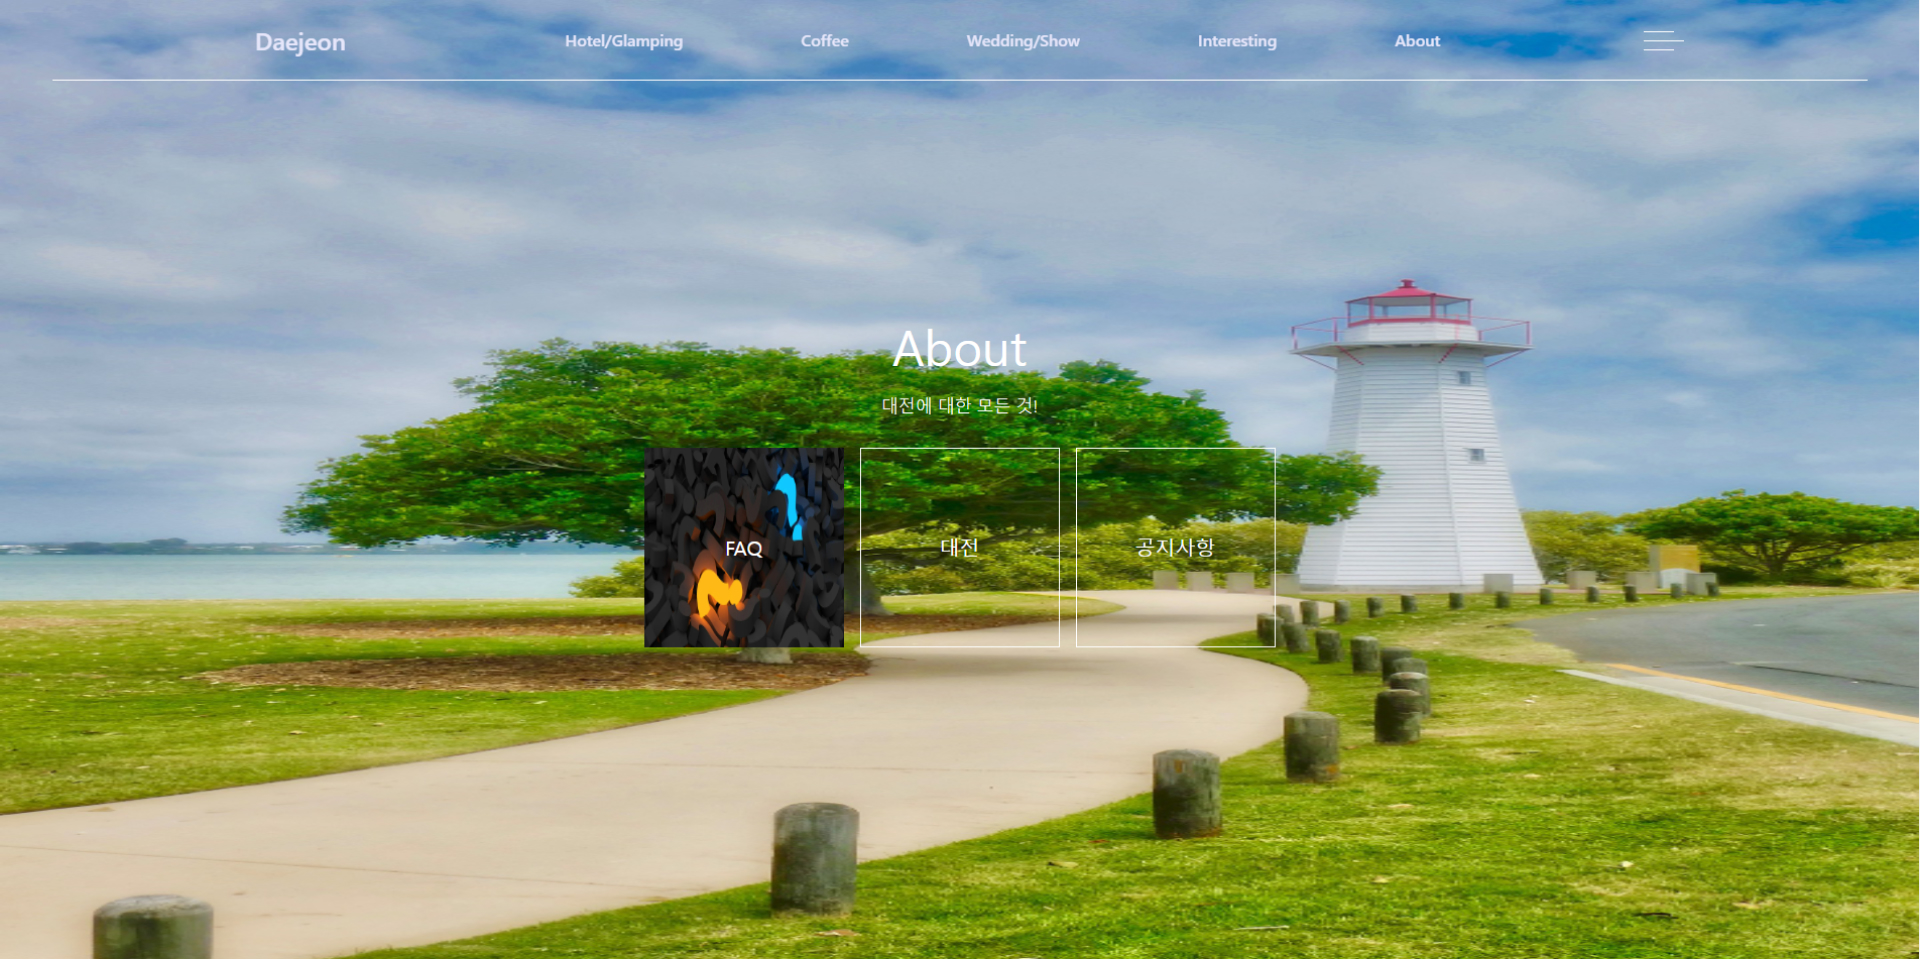 Daejeon Hotel/Glamping Coffee Wedding/Show Interesting About
About
대전에 대한 모든 것!
FAQ 대전 공지사항